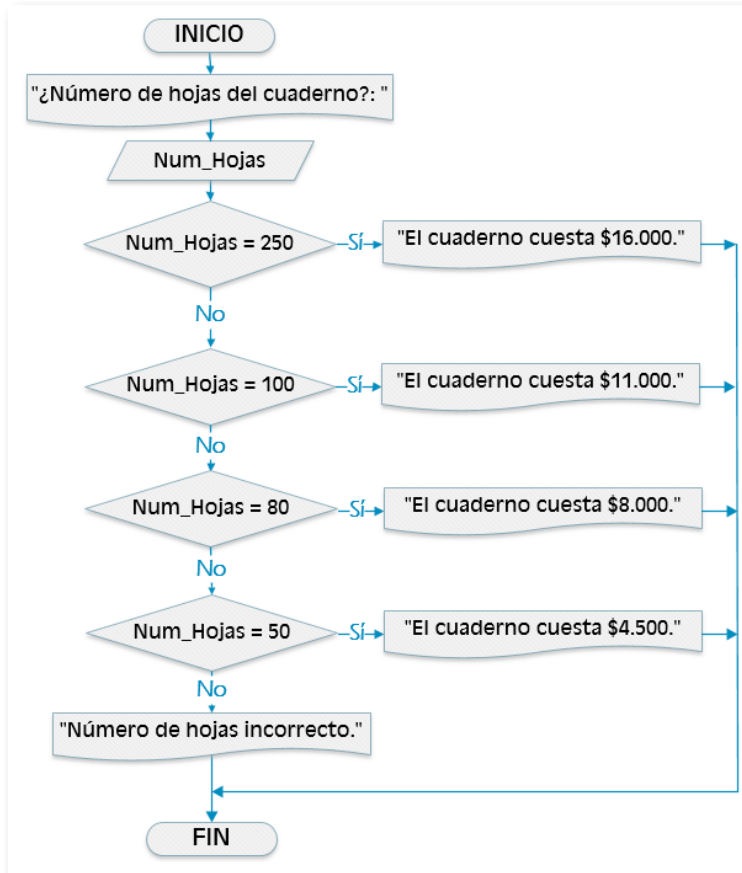 INICIO
"¿Número de hojas del cuaderno?: "
Num_Hojas
Num_Hojas = 250
Sí
"El cuaderno cuesta $16.000."
No
Num_Hojas = 100
Sí
"El cuaderno cuesta $11.000."
No
Num_Hojas = 80
Sí
"El cuaderno cuesta $8.000."
No
Num_Hojas = 50
Sí
"El cuaderno cuesta $4.500."
No
"Número de hojas incorrecto."
FIN